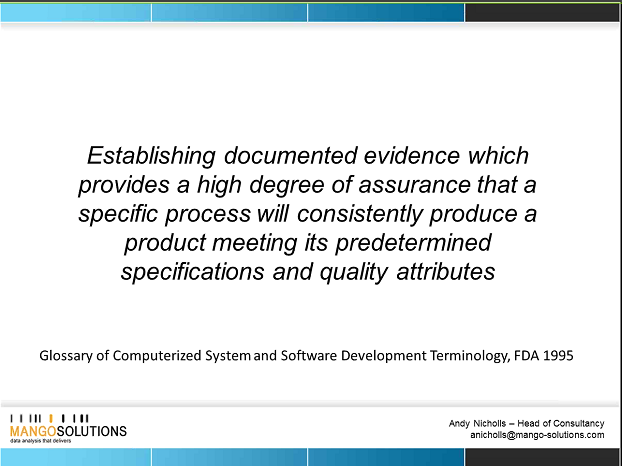 Establishing documented evidence which
provides a high degree of assurance that a
specific process will consistently produce a
product meeting its predetermined
specifications and quality attributes
Glossary of Computerized System and Software Development Terminology, FDA 1995
MANGOSOLUTIONS
data analysis that delivers
Andy Nicholls – Head of Consultancy
anicholls@mango-solutions.com